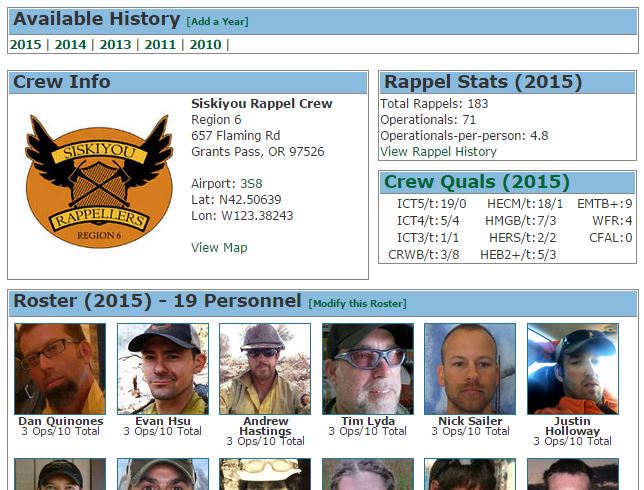 Available History [Add a Year]
2015 | 2014 | 2013 | 2011 | 2010 |
Crew Info
SISKIYOU
RAPPELLERS
REGION 6
Siskiyou Rappel Crew
Region 6
657 Flaming Rd
Grants Pass, OR 97526
Airport: 3S8
Lat: N42.50639
Lon: W123.38243
View Map
Rappel Stats (2015)
Total Rappels: 183
Operationals: 71
Operationals-per-person: 4.8
View Rappel History
Crew Quals (2015)
ICT5/t:19/0 HECM/t:18/1 EMTB+:9
ICT4/t:5/4 HMGB/t:7/3 WFR:4
ICT3/t:1/1 HERS/t:2/2 CFAL:0
CRWB/t:3/8 HEB2+/t:5/3
Roster (2015) - 19 Personnel [Modify this Roster]
Dan Quinones
3 Ops/10 Total
Evan Hsu
3 Ops/10 Total
Andrew
Hastings
3 Ops/10 Total
Tim Lyda
3 Ops/10 Total
Nick Sailer
3 Ops/10 Total
Justin
Holloway
3 Ops/10 Total